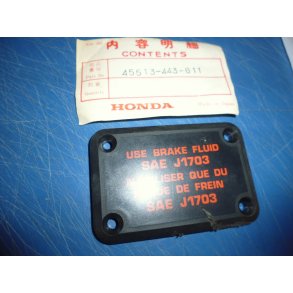 内容明細
CONTENTS
45513-443-611
HONDA
USE BRAKE FLUID
SAE J1703
N'UTILISER QUE DU
DE FREIN
SAE J1703